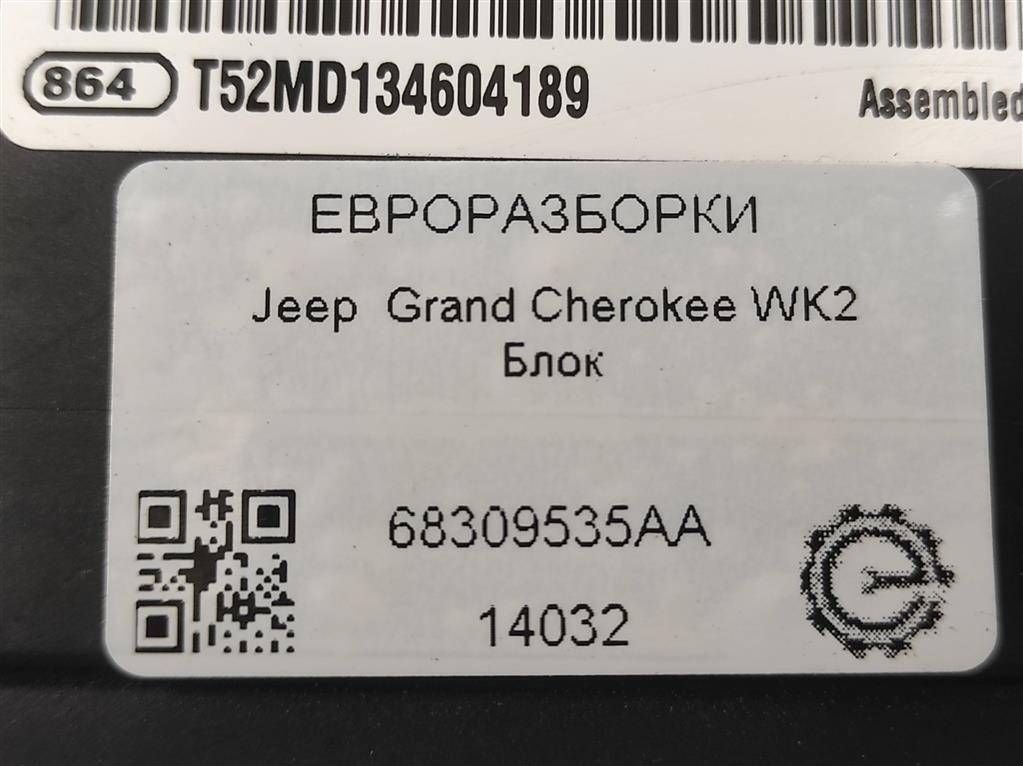 864 T52MD134604189 Assembled
ЕВРОРАЗБОРКИ
Jeep Grand Cherokee WK2
Блок
68309535AA
14032